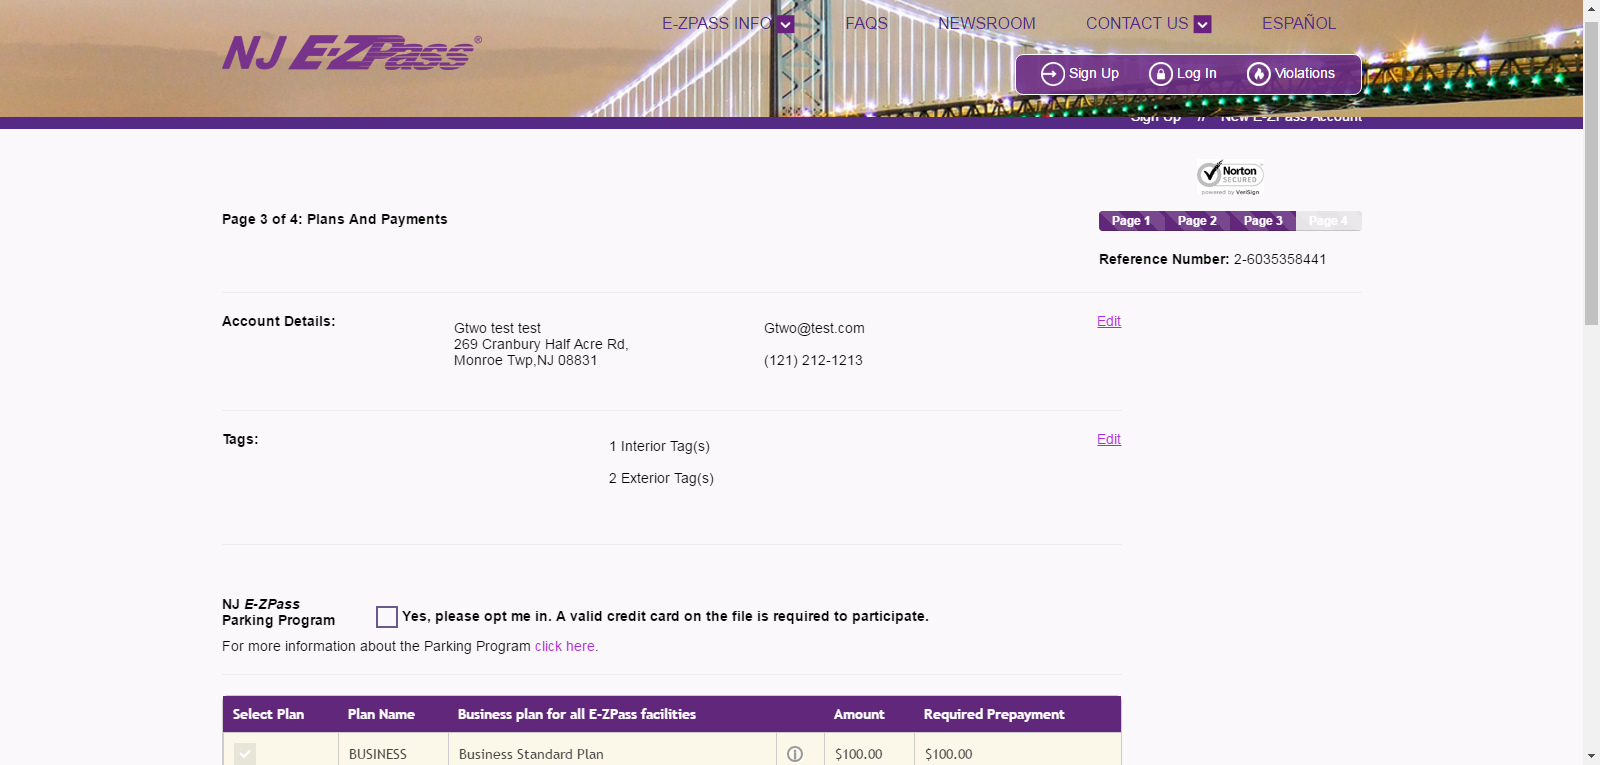 E-ZPASS INFO
FAQS
NEWSROOM
CONTACT US
ESPAÑOL
NJ E-ZPass®
Sign Up
Log In
Violations
Sign Up // New E-ZPass Account
Norton
SECURED
powered by VeriSign
Page 3 of 4: Plans And Payments
Page 1 Page 2 Page 3 Page 4
Reference Number: 2-6035358441
Account Details:
Gtwo test test
269 Cranbury Half Acre Rd,
Monroe Twp,NJ 08831
Gtwo@test.com
(121) 212-1213
Edit
Tags:
1 Interior Tag(s)
2 Exterior Tag(s)
Edit
NJ E-ZPass
Parking Program
Yes, please opt me in. A valid credit card on the file is required to participate.
For more information about the Parking Program click here.
Select Plan Plan Name Business plan for all E-ZPass facilities Amount Required Prepayment
BUSINESS Business Standard Plan $100.00 $100.00